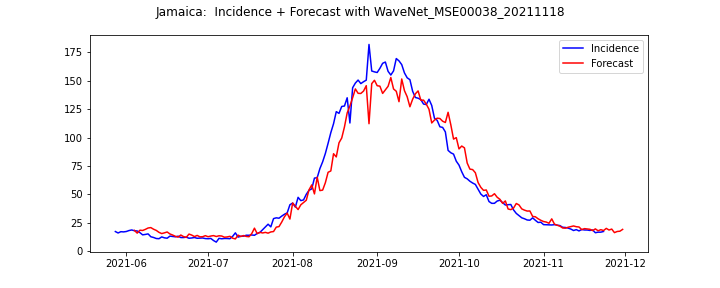 Jamaica:  Incidence + Forecast with WaveNet_MSE00038_20211118
Incidence
Forecast
175
150
125
100
75
50
25
0
2021-06 2021-07 2021-08 2021-09 2021-10 2021-11 2021-12